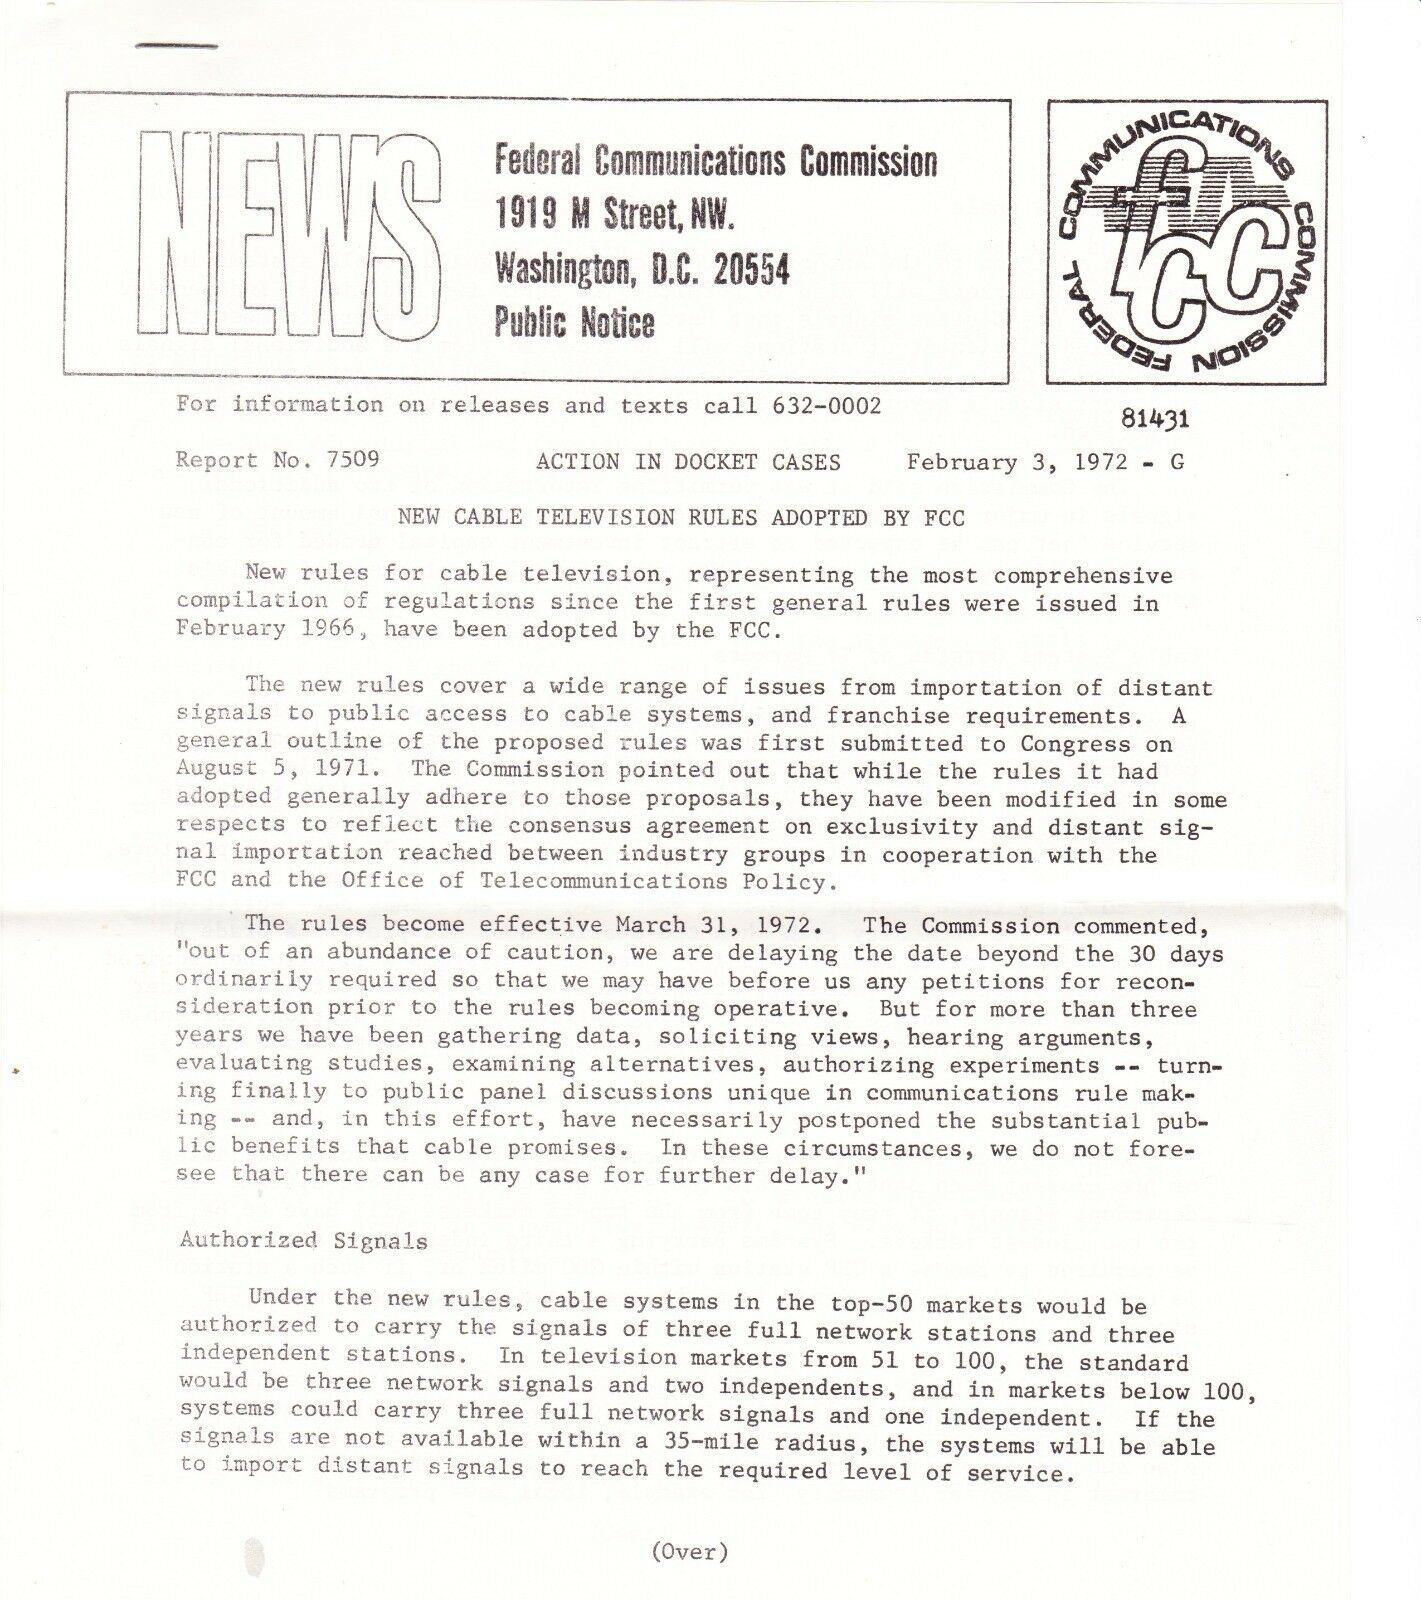 NEWS
Federal Communications Commission
1919 M Street, NW.
Washington, D.C. 20554
Public Notice
FEDERAL COMMUNICATIONS COMMISSION
FCC
For information on releases and texts call 632-0002
81431
Report No. 7509 ACTION IN DOCKET CASES February 3, 1972 - G
NEW CABLE TELEVISION RULES ADOPTED BY FCC
New rules for cable television, representing the most comprehensive
compilation of regulations since the first general rules were issued in
February 1966, have been adopted by the FCC.
The new rules cover a wide range of issues from importation of distant
signals to public access to cable systems, and franchise requirements. A
general outline of the proposed rules was first submitted to Congress on
August 5, 1971. The Commission pointed out that while the rules it had
adopted generally adhere to those proposals, they have been modified in some
respects to reflect the consensus agreement on exclusivity and distant sig-
nal importation reached between industry groups in cooperation with the
FCC and the Office of Telecommunications Policy.
The rules become effective March 31, 1972. The Commission commented,
"out of an abundance of caution, we are delaying the date beyond the 30 days
ordinarily required so that we may have before us any petitions for recon-
sideration prior to the rules becoming operative. But for more than three
years we have been gathering data, soliciting views, hearing arguments,
evaluating studies, examining alternatives, authorizing experiments -- turn-
ing finally to public panel discussions unique in communications rule mak-
ing -- and, in this effort, have necessarily postponed the substantial pub-
lic benefits that cable promises. In these circumstances, we do not fore-
see that there can be any case for further delay."
Authorized Signals
Under the new rules, cable systems in the top-50 markets would be
authorized to carry the signals of three full network stations and three
independent stations. In television markets from 51 to 100, the standard
would be three network signals and two independents, and in markets below 100,
systems could carry three full network signals and one independent. If the
signals are not available within a 35-mile radius, the systems will be able
to import distant signals to reach the required level of service.
(Over)